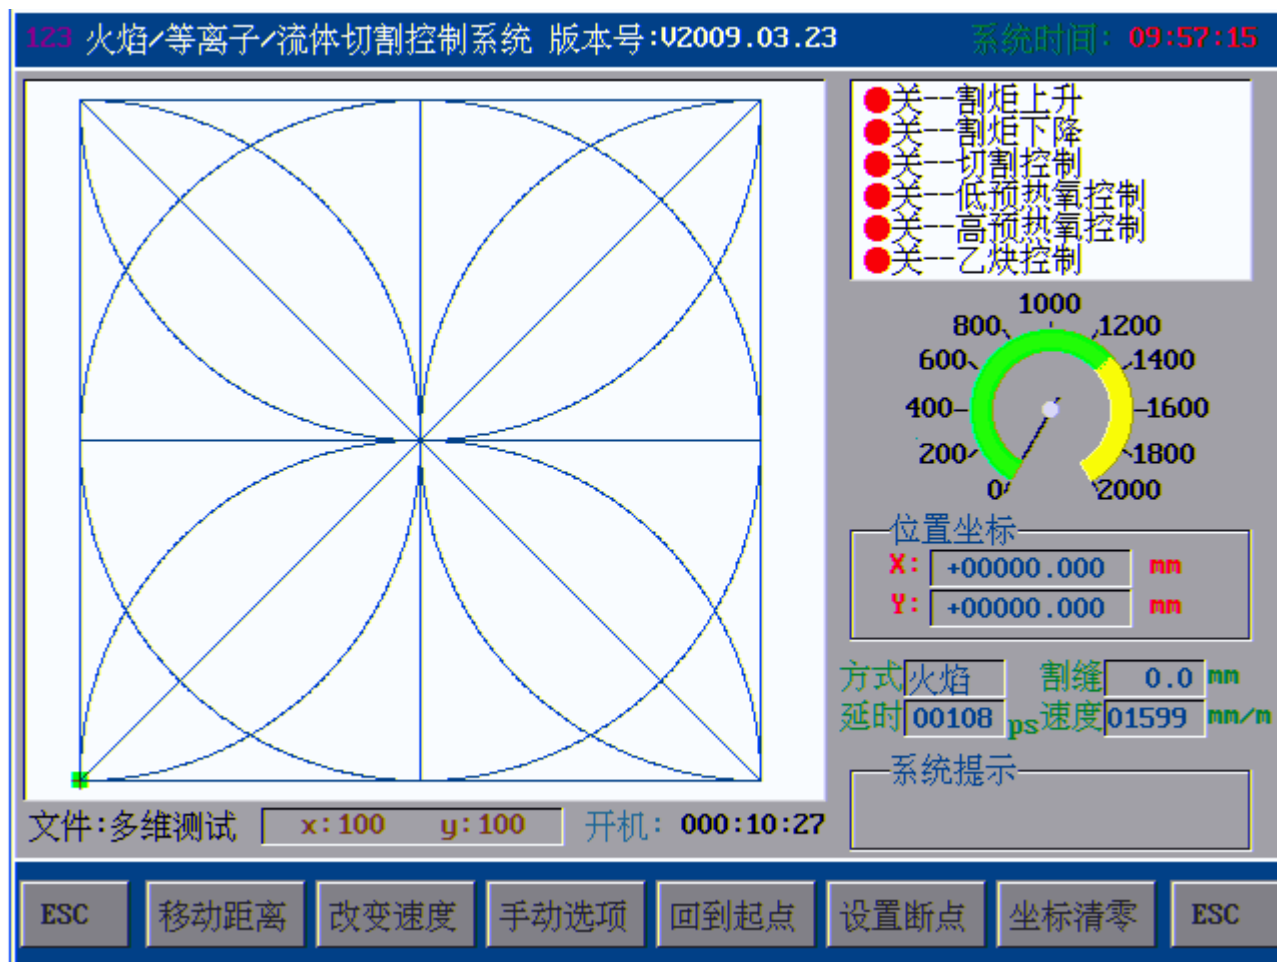 123 火焰/等离子/流体切割控制系统 版本号:V2009.03.23 系统时间: 09:57:15
关--割炬上升
关--割炬下降
关--切割控制
关--低预热氧控制
关--高预热氧控制
关--乙炔控制
1000
800 1200
600 1400
400 1600
200 1800
0 2000
位置坐标
X: +00000.000 mm
Y: +00000.000 mm
方式 火焰 割缝 0.0 mm
延时 00108 ps 速度 01599 mm/m
系统提示
文件:多维测试 x:100 y:100 开机: 000:10:27
ESC 移动距离 改变速度 手动选项 回到起点 设置断点 坐标清零 ESC